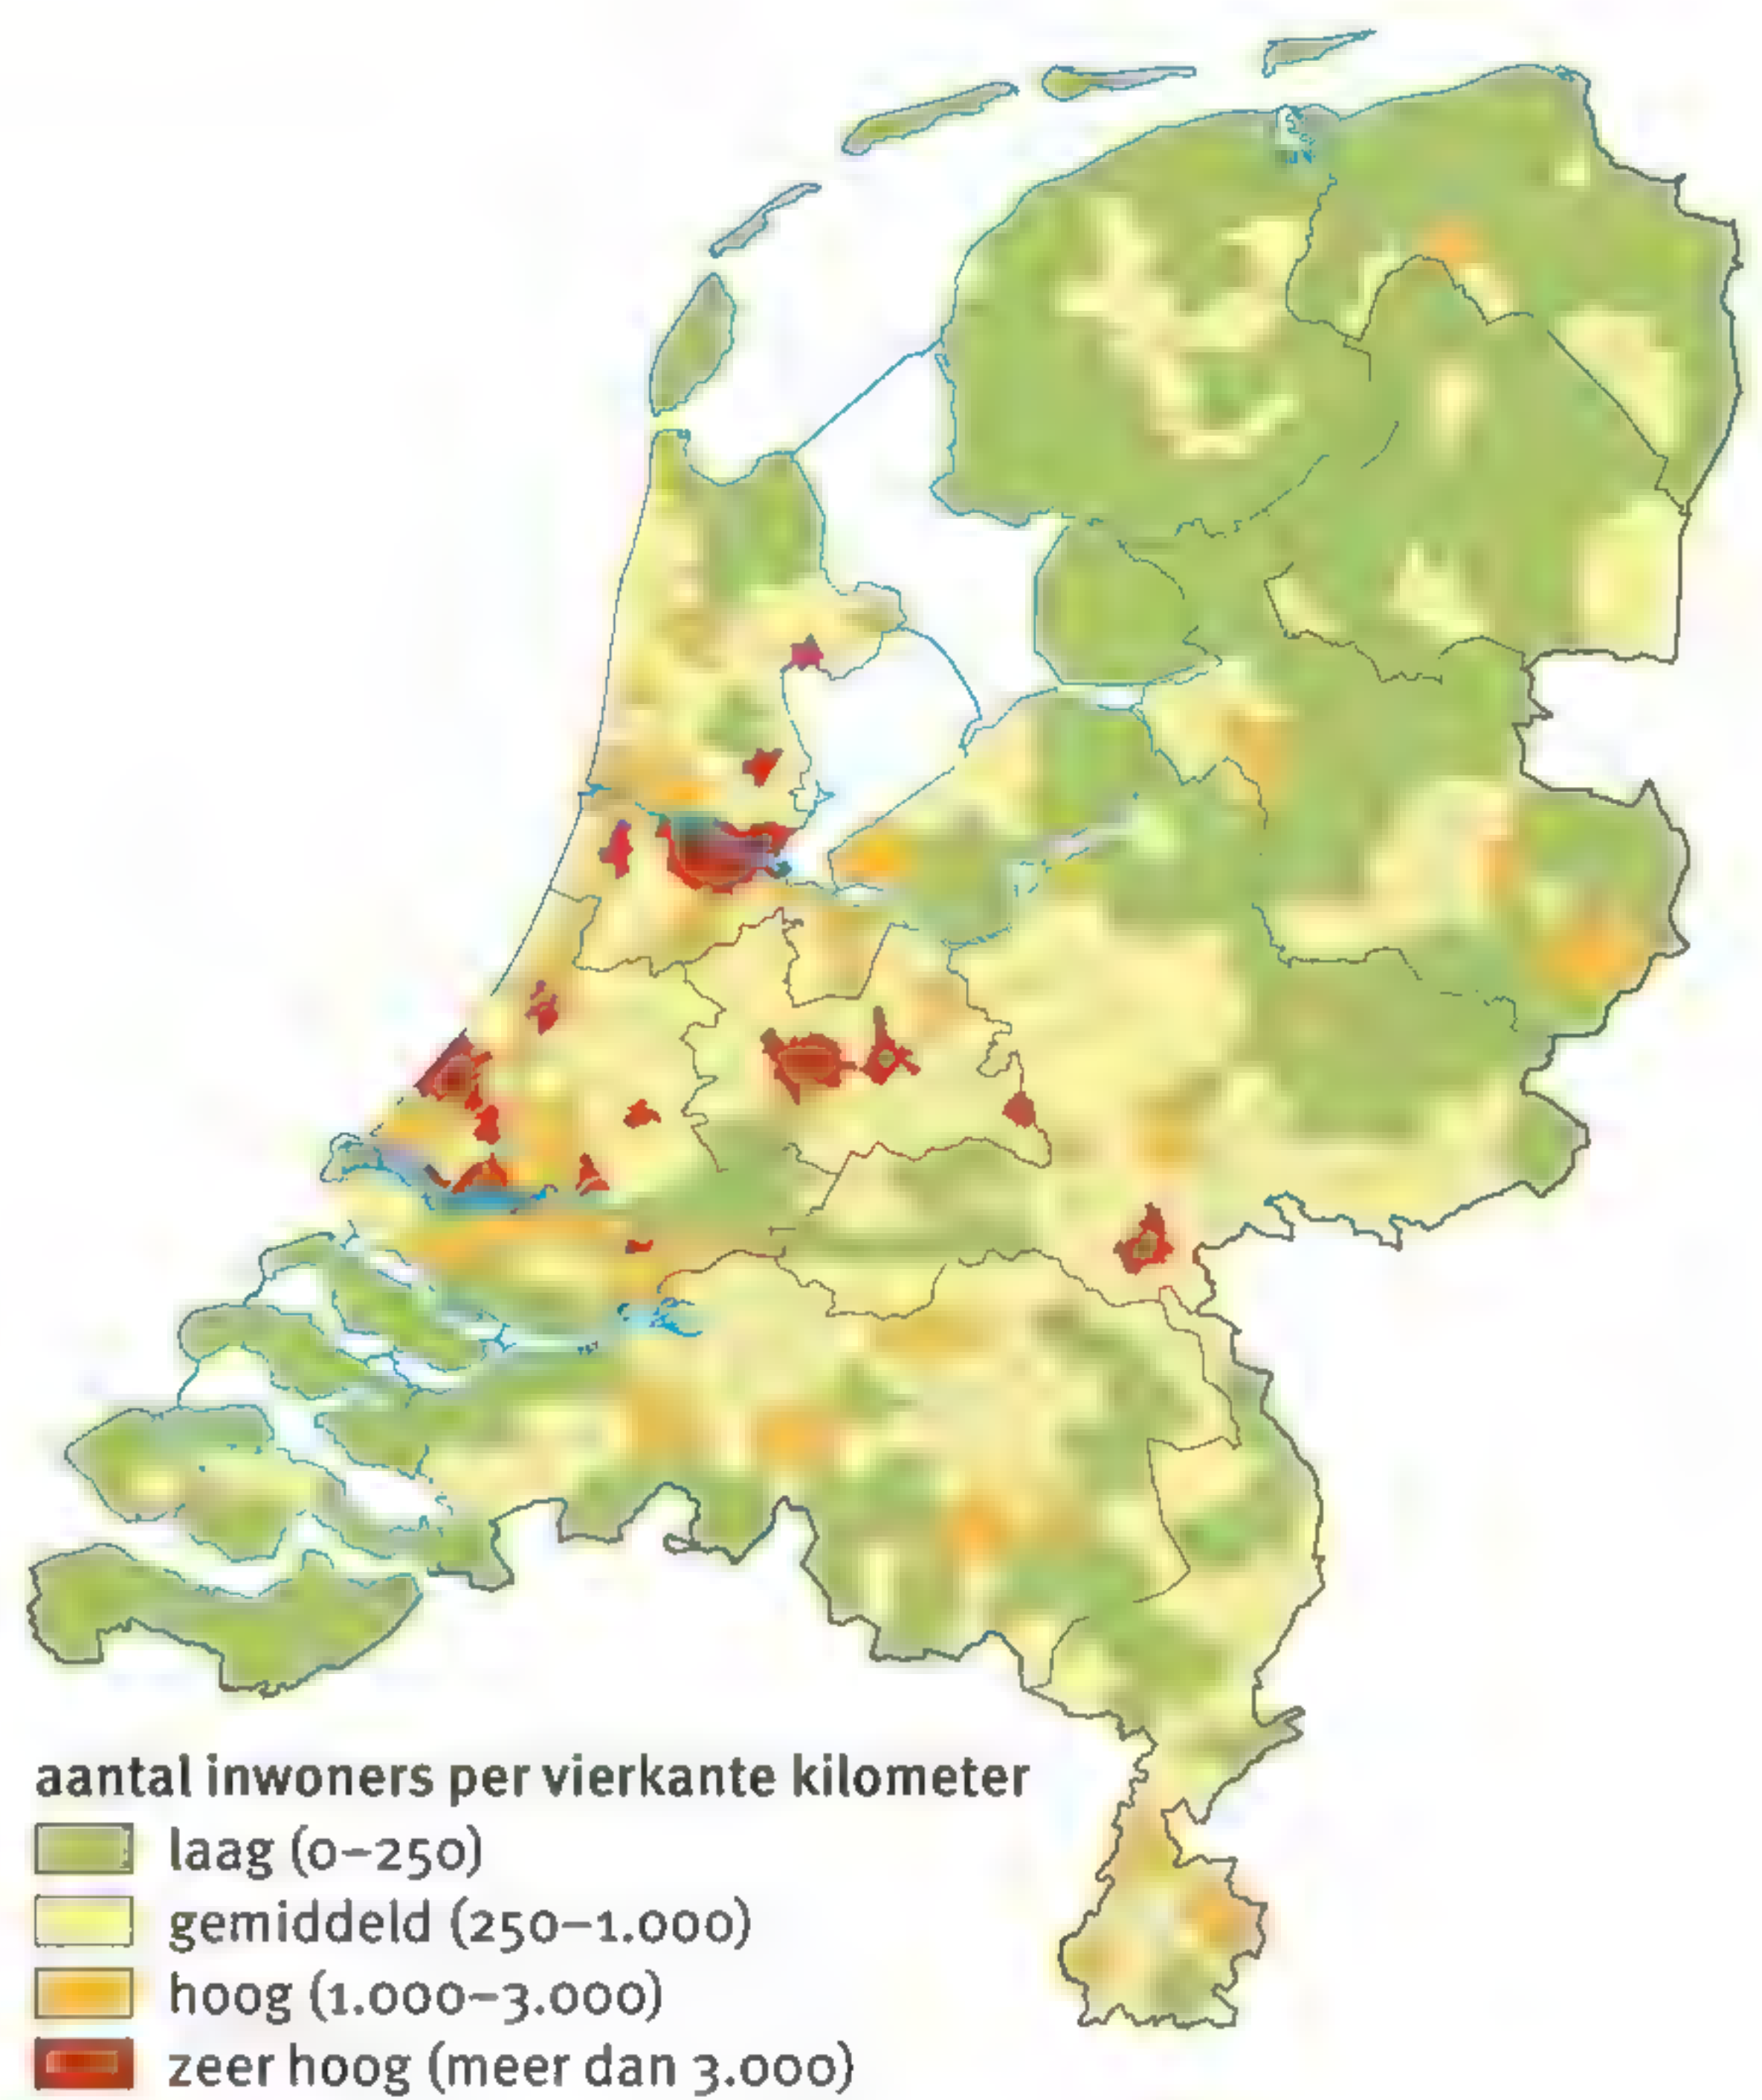 aantal inwoners per vierkante kilometer
laag (0–250)
gemiddeld (250–1.000)
hoog (1.000–3.000)
zeer hoog (meer dan 3.000)